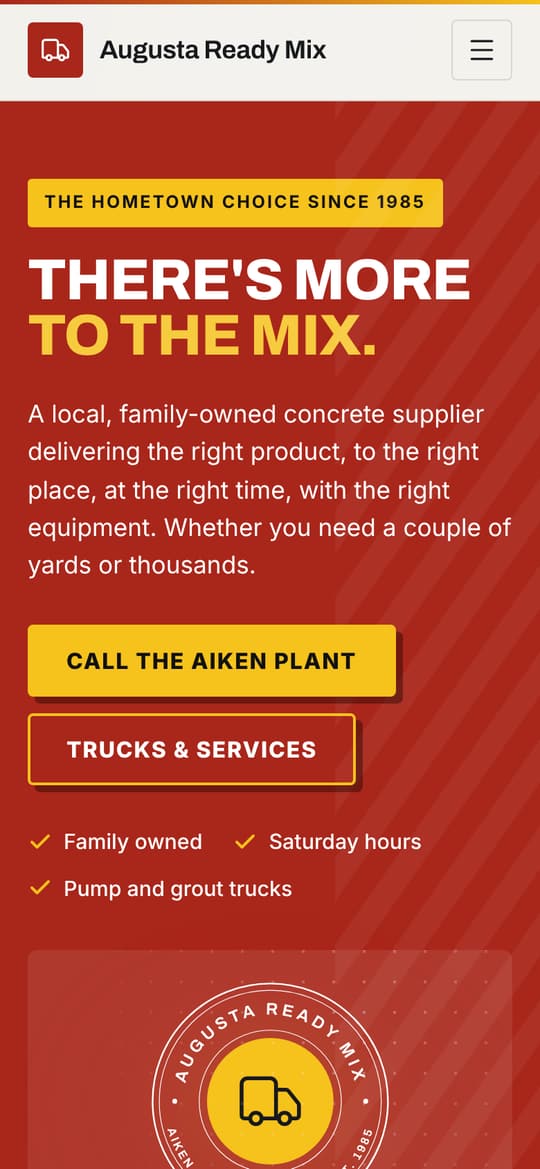 Augusta Ready Mix
THE HOMETOWN CHOICE SINCE 1985
THERE'S MORE
TO THE MIX.
A local, family-owned concrete supplier
delivering the right product, to the right
place, at the right time, with the right
equipment. Whether you need a couple of
yards or thousands.
CALL THE AIKEN PLANT
TRUCKS & SERVICES
Family owned
Saturday hours
Pump and grout trucks
• AUGUSTA READY MIX •
AIKEN
1985